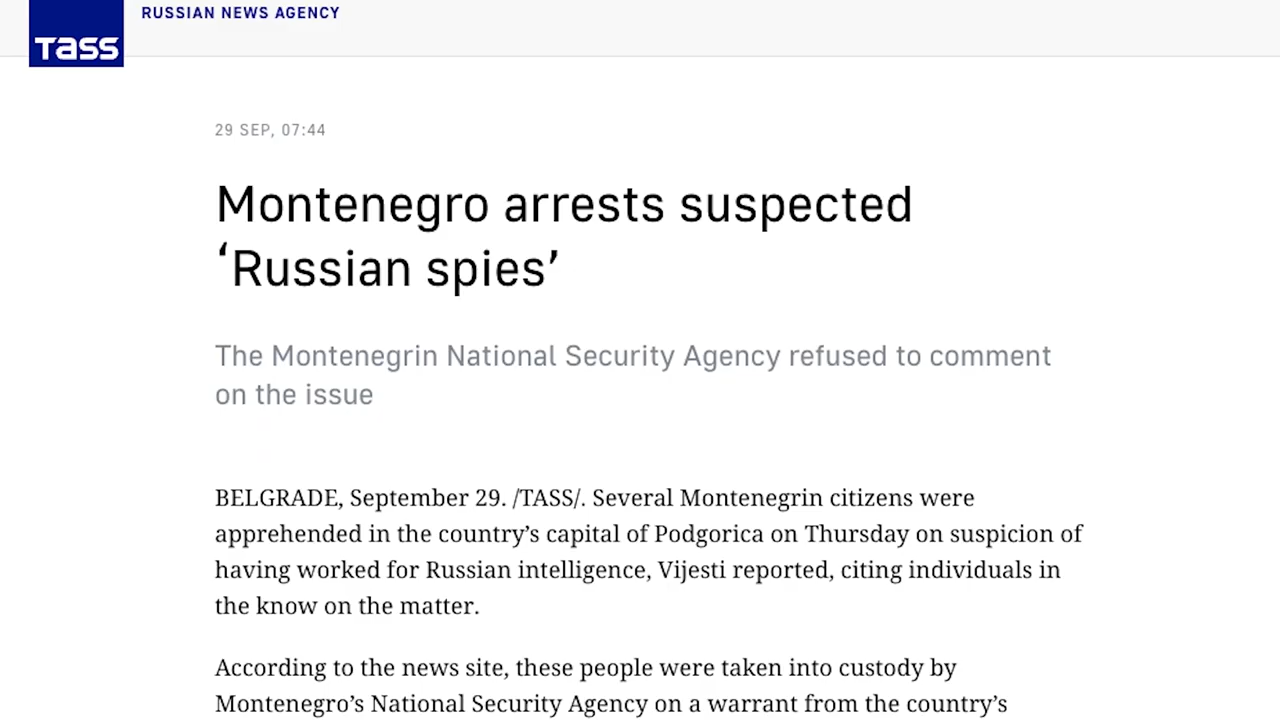 RUSSIAN NEWS AGENCY
TASS
29 SEP, 07:44
Montenegro arrests suspected
‘Russian spies’
The Montenegrin National Security Agency refused to comment
on the issue
BELGRADE, September 29. /TASS/. Several Montenegrin citizens were
apprehended in the country’s capital of Podgorica on Thursday on suspicion of
having worked for Russian intelligence, Vijesti reported, citing individuals in
the know on the matter.
According to the news site, these people were taken into custody by
Montenegro’s National Security Agency on a warrant from the country’s